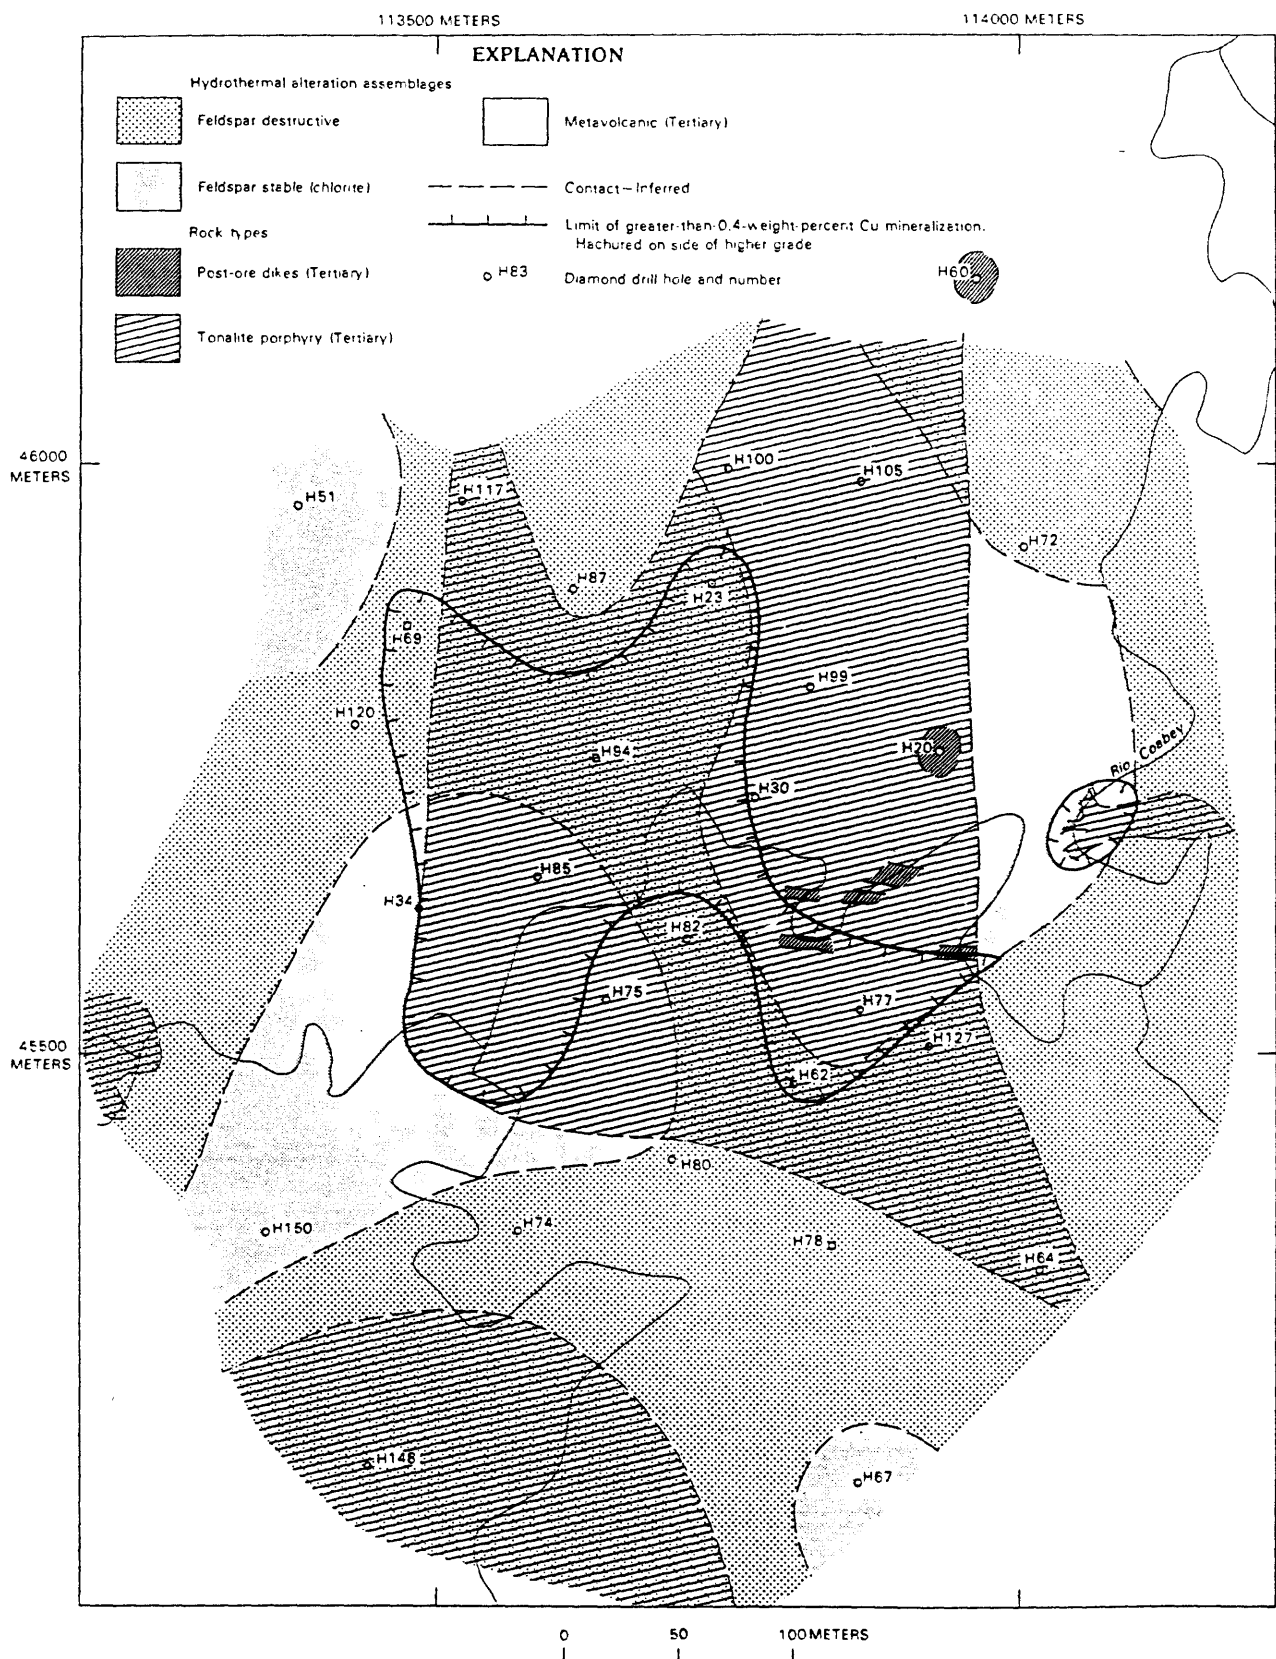 113500 METERS
114000 METERS
EXPLANATION
Hydrothermal alteration assemblages
Feldspar destructive
Metavolcanic (Tertiary)
Feldspar stable (chlorite)
Contact—Inferred
Rock types
Limit of greater-than-0.4-weight-percent Cu mineralization.
Hachured on side of higher grade
Post-ore dikes (Tertiary)
H83
Diamond drill hole and number
H60
Tonalite porphyry (Tertiary)
46000
METERS
H100
H105
H51
H117
H72
H87
H23
H69
H99
H120
H94
H20
Rio Coabey
H30
H85
H34
H82
H75
H77
45500
METERS
H127
H62
H80
H150
H74
H78
H64
H148
H67
0 50 100 METERS